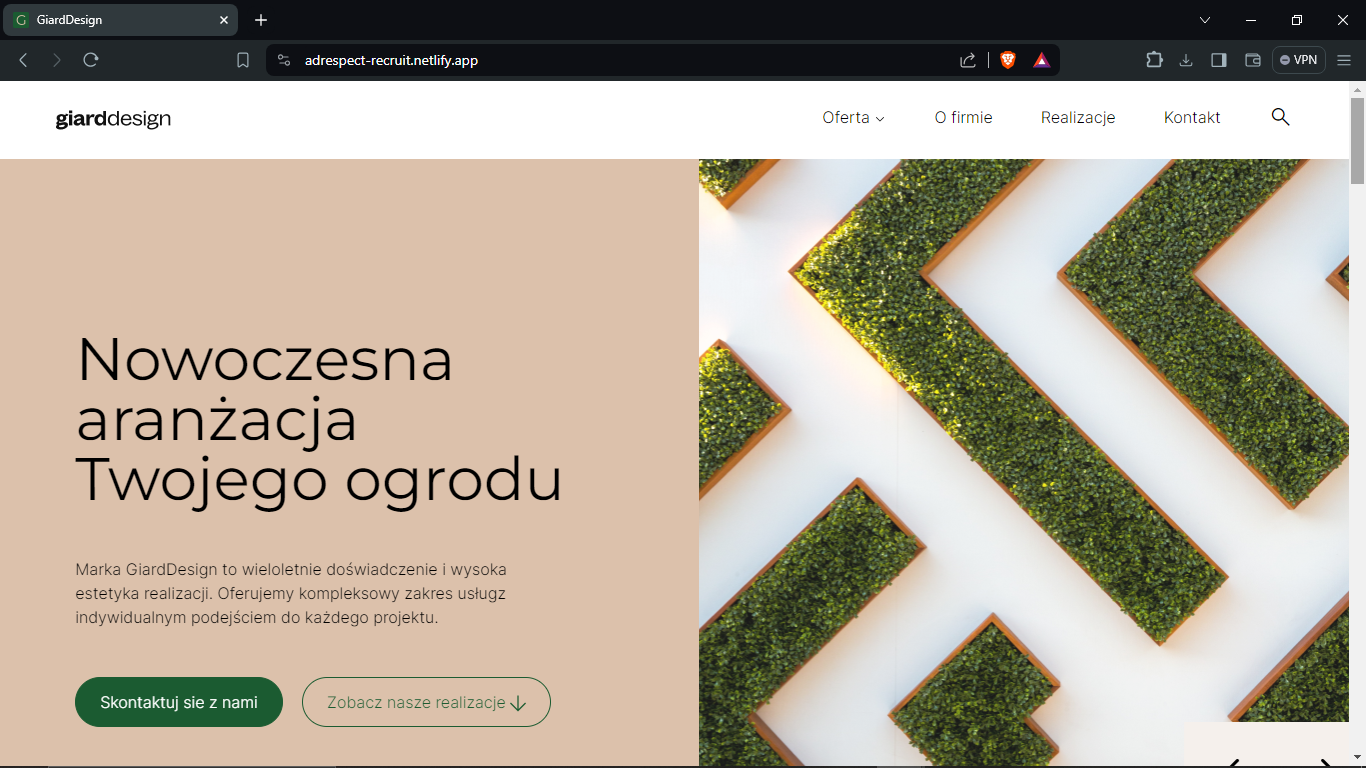 G GiardDesign
adrespect-recruit.netlify.app
VPN
giarddesign
Oferta
O firmie
Realizacje
Kontakt
Nowoczesna
aranżacja
Twojego ogrodu
Marka GiardDesign to wieloletnie doświadczenie i wysoka
estetyka realizacji. Oferujemy kompleksowy zakres usługz
indywidualnym podejściem do każdego projektu.
Skontaktuj sie z nami
Zobacz nasze realizacje